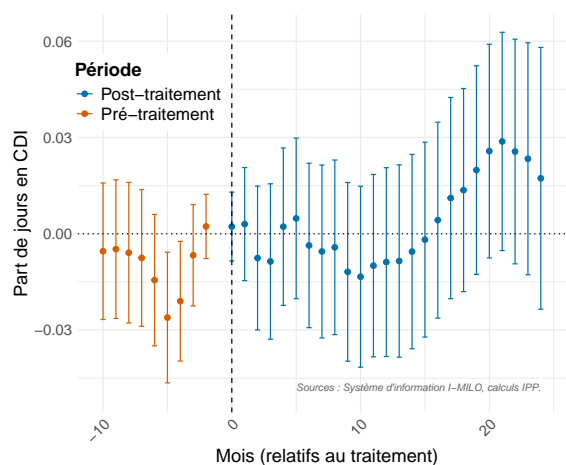 Part de jours en CDI
0.06
0.03
0.00
−0.03
Période
Post−traitement
Pré−traitement
Sources : Système d'information I−MILO, calculs IPP.
−10
0
10
20
Mois (relatifs au traitement)